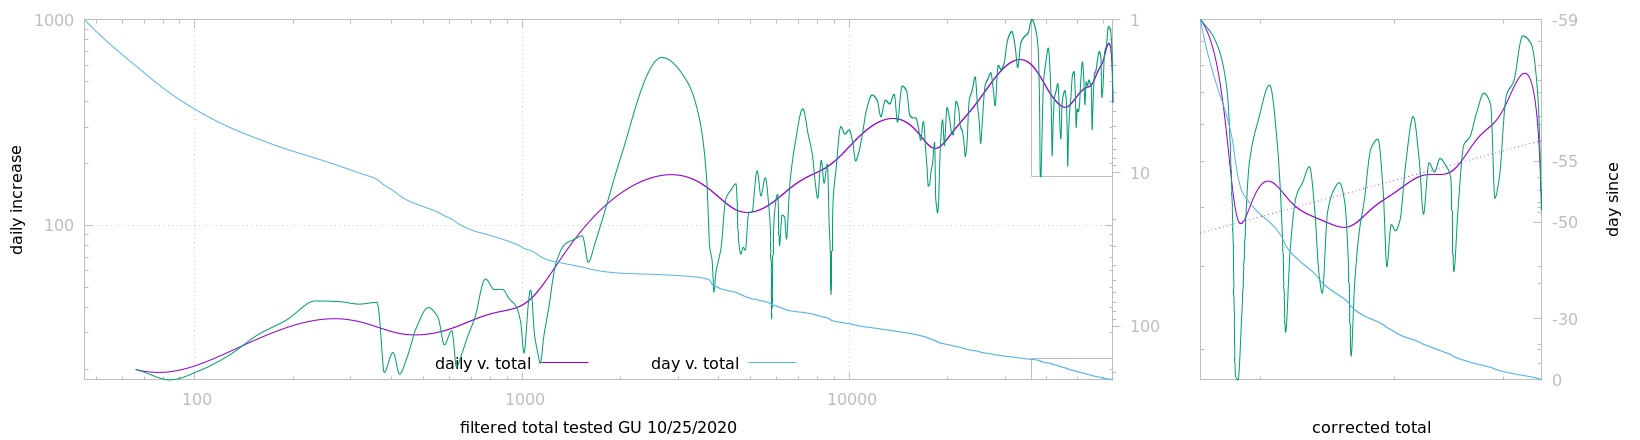 1000
100
daily increase
100
1000
10000
filtered total tested GU 10/25/2020
daily v. total
day v. total
1
10
100
-59
-55
-50
-30
0
day since
corrected total